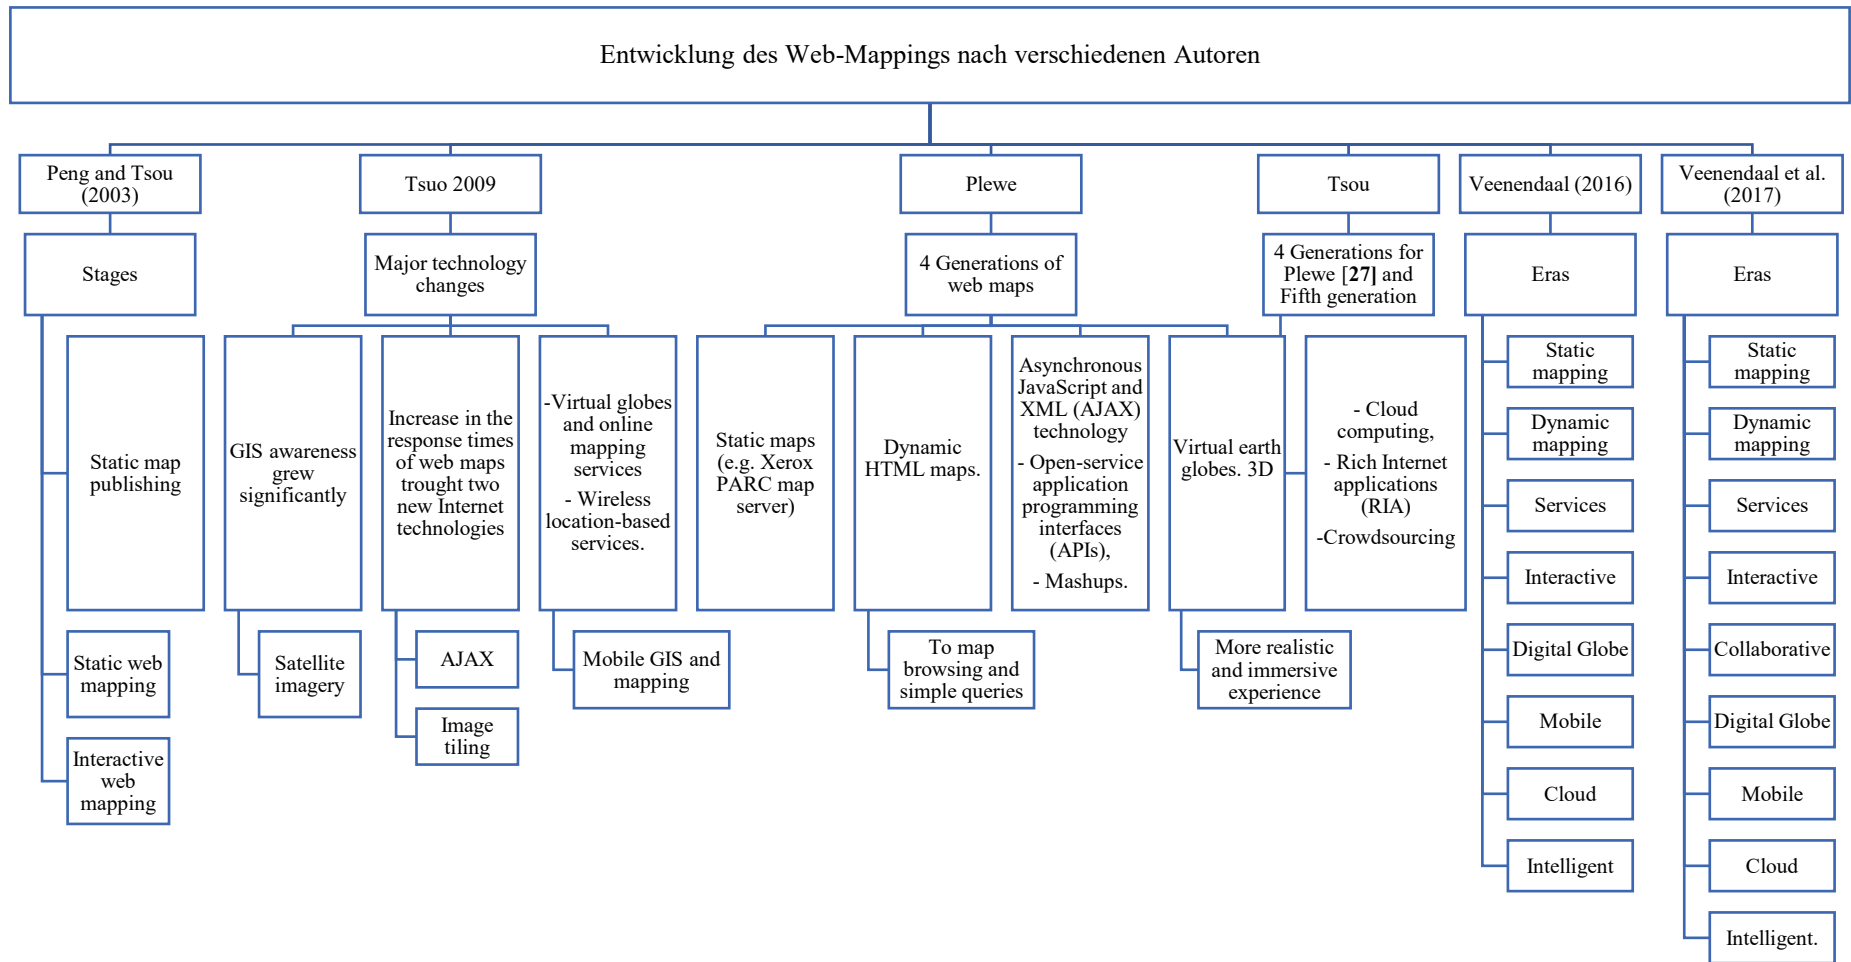 Entwicklung des Web-Mappings nach verschiedenen Autoren
Peng and Tsou
(2003)
Stages
Static map
publishing
Static web
mapping
Interactive
web
mapping
Tsuo 2009
Major technology
changes
GIS awareness
grew
significantly
Satellite
imagery
Increase in the
response times
of web maps
trought two
new Internet
technologies
AJAX
Image
tiling
-Virtual globes
and online
mapping
services
- Wireless
location-based
services.
Mobile GIS and
mapping
Plewe
4 Generations of
web maps
Static maps
(e.g. Xerox
PARC map
server)
Dynamic
HTML maps.
To map
browsing and
simple queries
Asynchronous
JavaScript and
XML (AJAX)
technology
- Open-service
application
programming
interfaces
(APIs),
- Mashups.
Virtual earth
globes. 3D
More realistic
and immersive
experience
Tsou
4 Generations for
Plewe [27] and
Fifth generation
- Cloud
computing,
- Rich Internet
applications
(RIA)
-Crowdsourcing
Veenendaal (2016)
Eras
Static
mapping
Dynamic
mapping
Services
Interactive
Digital Globe
Mobile
Cloud
Intelligent
Veenendaal et al.
(2017)
Eras
Static
mapping
Dynamic
mapping
Services
Interactive
Collaborative
Digital Globe
Mobile
Cloud
Intelligent.